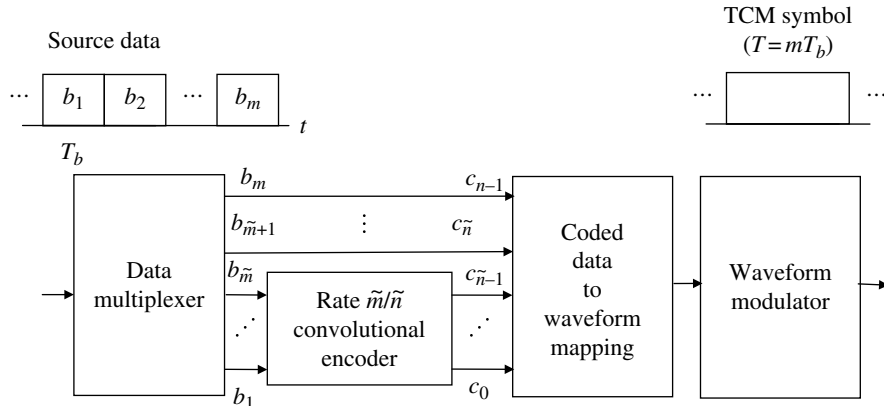 Source data
TCM symbol
(T = mT_b)
... b_1 b_2 ... b_m t
... ...
T_b
b_m c_{n–1}
b_{m̃+1} ⋮ c_ñ
b_m̃ c_{ñ–1}
Data
multiplexer
Rate m̃/ñ
convolutional
encoder
⋰ ⋰
b_1 c_0
Coded
data
to
waveform
mapping
Waveform
modulator